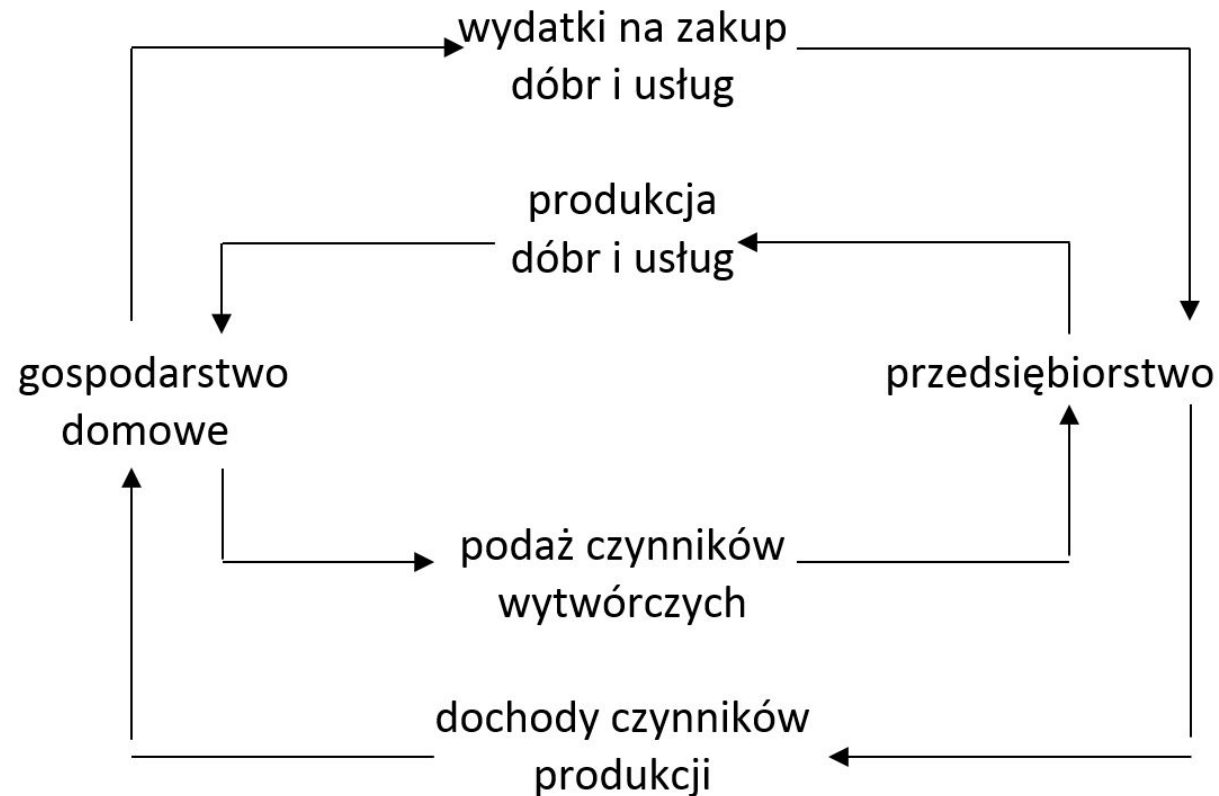 wydatki na zakup
dóbr i usług
produkcja
dóbr i usług
gospodarstwo
domowe
przedsiębiorstwo
podaż czynników
wytwórczych
dochody czynników
produkcji